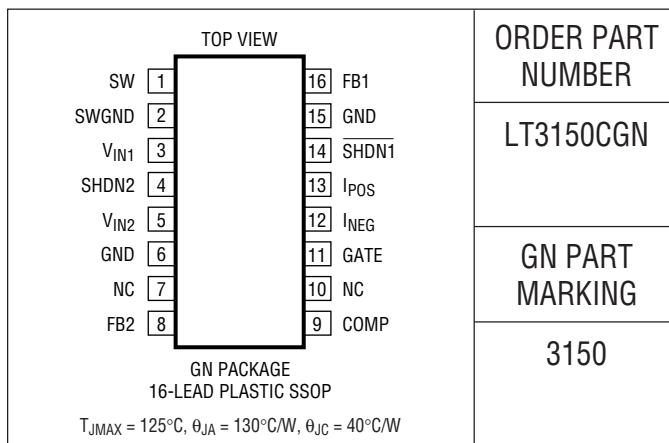 TOP VIEW
SW 1
SWGND 2
VIN1 3
SHDN2 4
VIN2 5
GND 6
NC 7
FB2 8
16 FB1
15 GND
14 SHDN1
13 IPOS
12 INEG
11 GATE
10 NC
9 COMP
GN PACKAGE
16-LEAD PLASTIC SSOP
TJMAX = 125°C, θJA = 130°C/W, θJC = 40°C/W
ORDER PART
NUMBER
LT3150CGN
GN PART
MARKING
3150